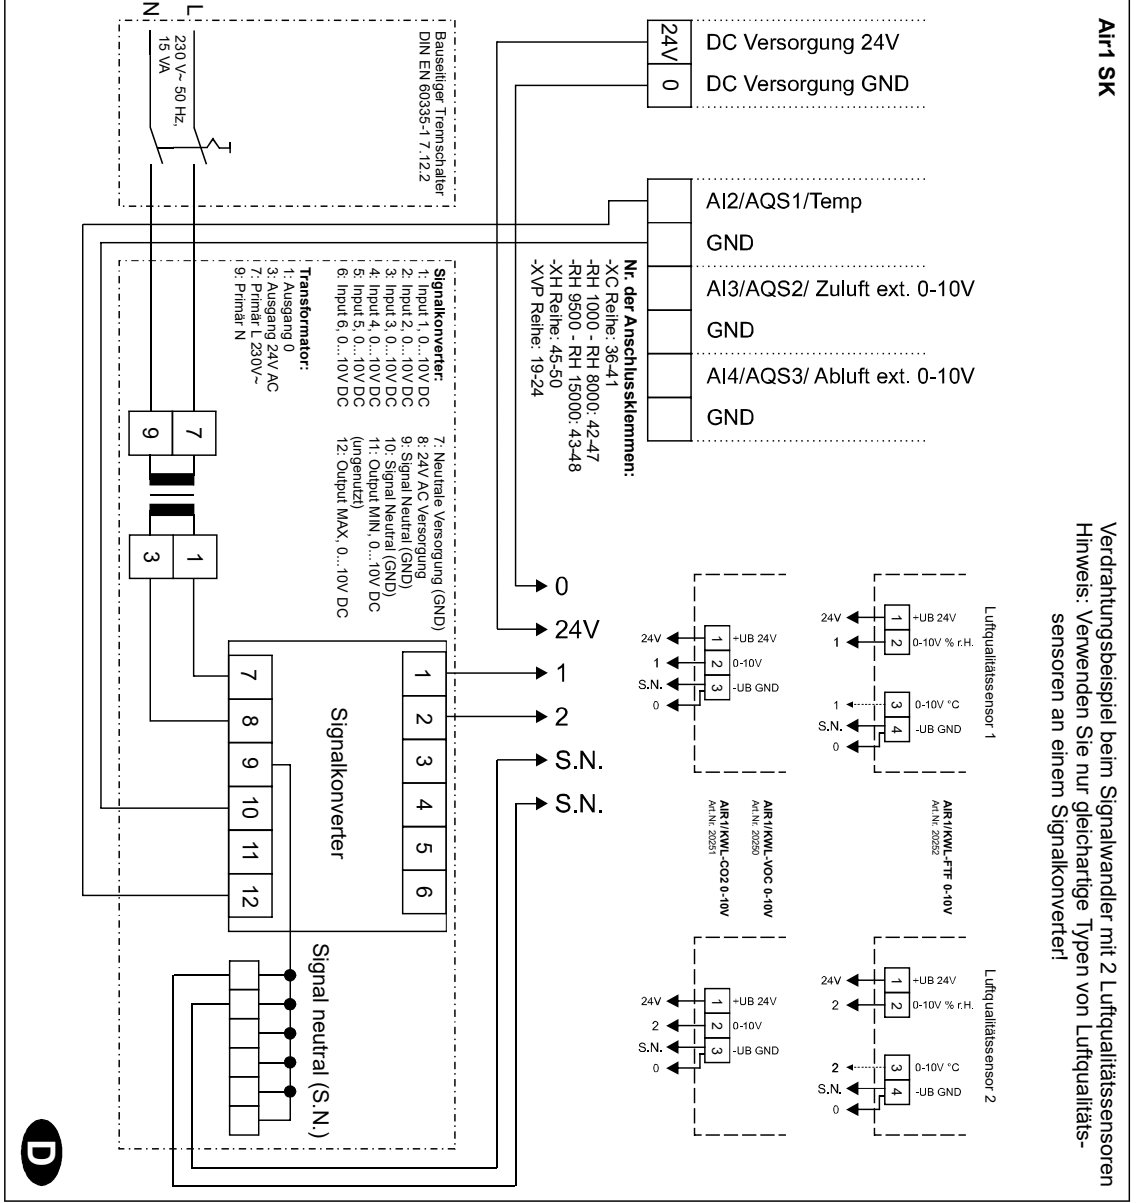 Air1 SK
Verdrahtungsbeispiel beim Signalwandler mit 2 Luftqualitätssensoren
Hinweis: Verwenden Sie nur gleichartige Typen von Luftqualitäts-
sensoren an einem Signalkonverter!
24V
DC Versorgung 24V
0
DC Versorgung GND
AI2/AQS1/Temp
GND
AI3/AQS2/ Zuluft ext. 0-10V
GND
AI4/AQS3/ Abluft ext. 0-10V
GND
Nr. der Anschlussklemmen:
-XC Reihe: 36-41
-RH 1000 - RH 8000: 42-47
-RH 9500 - RH 15000: 43-48
-XH Reihe: 45-50
-XVP Reihe: 19-24
N
L
230 V~ 50 Hz,
15 VA
Bauseitiger Trennschalter
DIN EN 60335-1 7.12.2
Signalkonverter:
1: Input 1, 0...10V DC
2: Input 2, 0...10V DC
3: Input 3, 0...10V DC
4: Input 4, 0...10V DC
5: Input 5, 0...10V DC
6: Input 6, 0...10V DC
7: Neutrale Versorgung (GND)
8: 24V AC Versorgung
9: Signal Neutral (GND)
10: Signal Neutral (GND)
11: Output MIN, 0...10V DC
(ungenutzt)
12: Output MAX, 0...10V DC
Transformator:
1: Ausgang 0
3: Ausgang 24V AC
7: Primär L 230V~
9: Primär N
9
7
3
1
0
24V
1
2
S.N.
S.N.
Signalkonverter
1
2
3
4
5
6
7
8
9
10
11
12
Signal neutral (S.N.)
Luftqualitätssensor 1
24V
1
+UB 24V
1
2
0-10V % r.H.
1
3
0-10V °C
S.N.
4
-UB GND
0
24V
1
+UB 24V
1
2
0-10V
S.N.
3
-UB GND
0
AIR1/KWL-FTF 0-10V
Art.Nr. 20252
AIR1/KWL-VOC 0-10V
Art.Nr. 20250
AIR1/KWL-CO2 0-10V
Art.Nr. 20251
Luftqualitätssensor 2
24V
1
+UB 24V
2
2
0-10V % r.H.
2
3
0-10V °C
S.N.
4
-UB GND
0
24V
1
+UB 24V
2
2
0-10V
S.N.
3
-UB GND
0
D